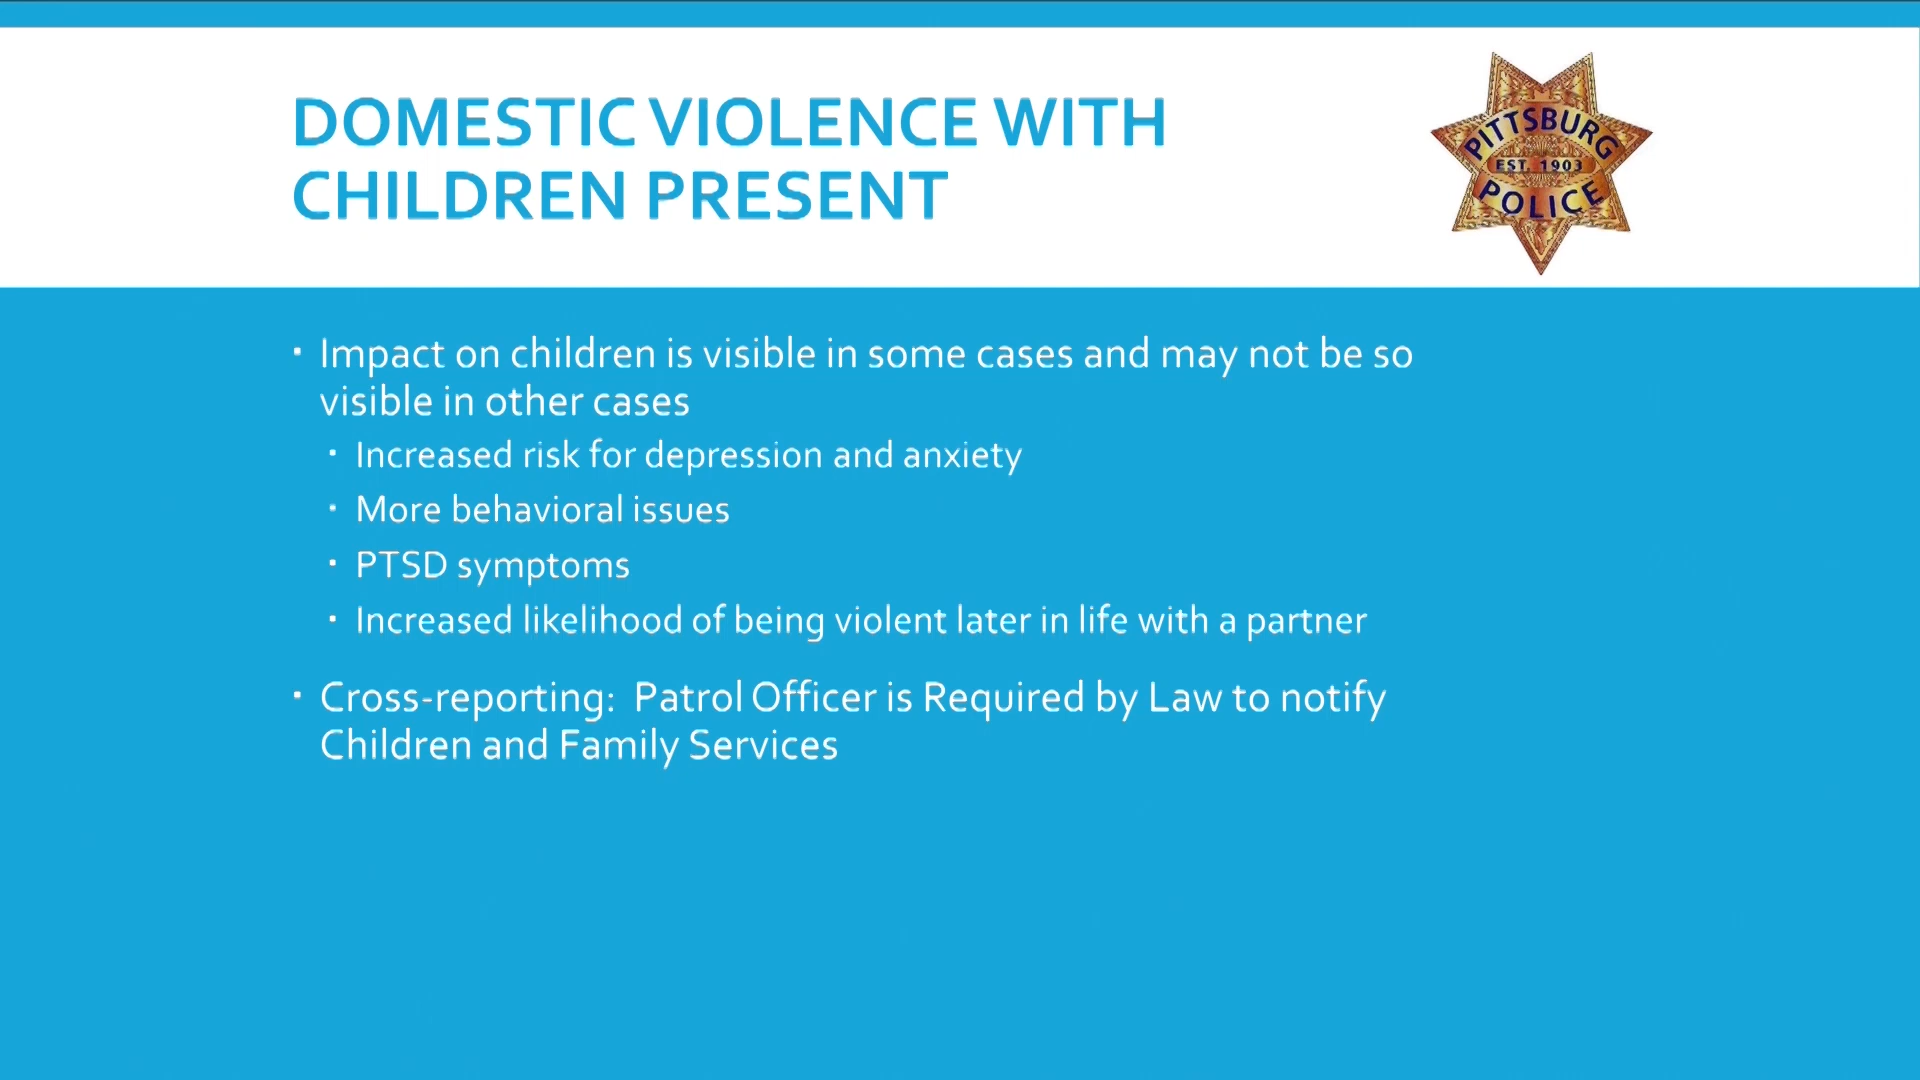 DOMESTIC VIOLENCE WITH
CHILDREN PRESENT
PITTSBURG
EST. 1903
POLICE
▪ Impact on children is visible in some cases and may not be so
visible in other cases
▪ Increased risk for depression and anxiety
▪ More behavioral issues
▪ PTSD symptoms
▪ Increased likelihood of being violent later in life with a partner
▪ Cross-reporting:  Patrol Officer is Required by Law to notify
Children and Family Services